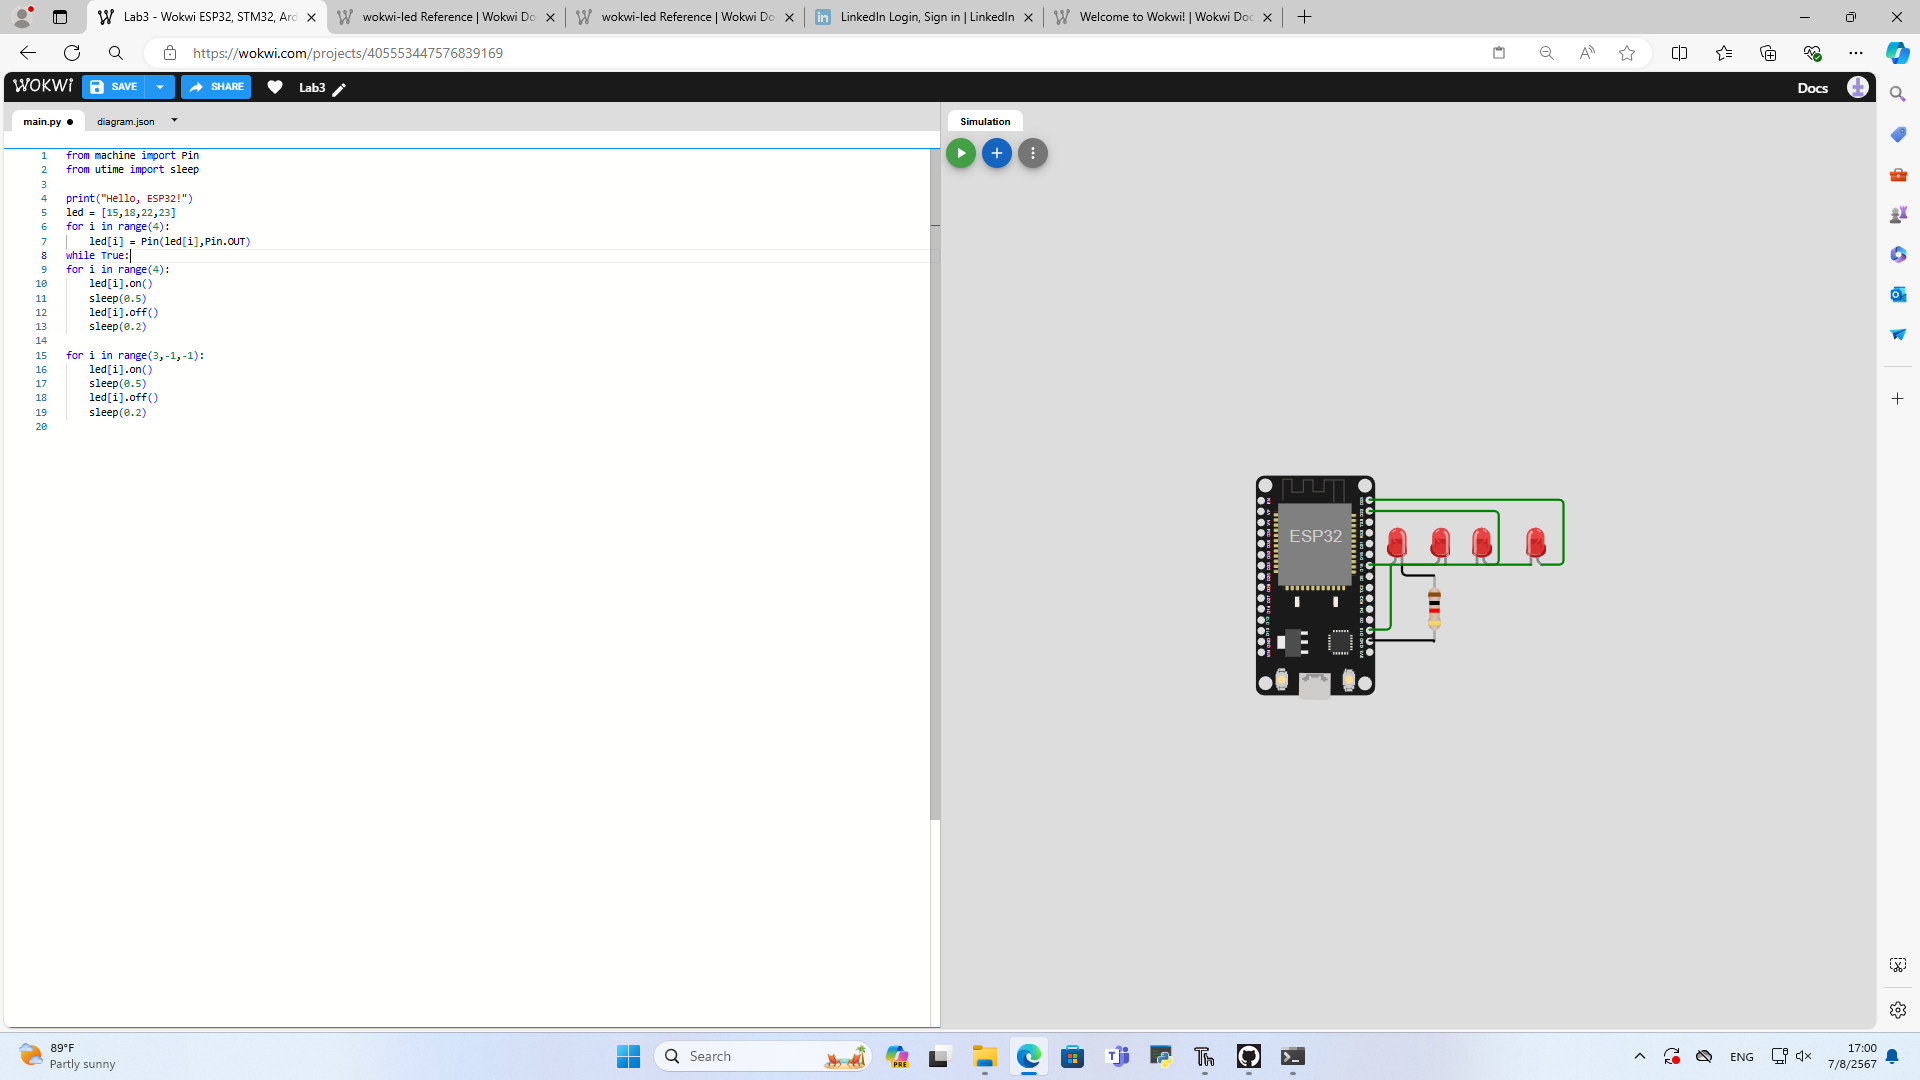 Lab3 - Wokwi ESP32, STM32, Ard
wokwi-led Reference | Wokwi Do
wokwi-led Reference | Wokwi Do
LinkedIn Login, Sign in | LinkedIn
Welcome to Wokwi! | Wokwi Doc
https://wokwi.com/projects/405553447576839169
WOKWi
SAVE
SHARE
Lab3
Docs
main.py
diagram.json
Simulation
1 from machine import Pin
2 from utime import sleep
3
4 print("Hello, ESP32!")
5 led = [15,18,22,23]
6 for i in range(4):
7 led[i] = Pin(led[i],Pin.OUT)
8 while True:
9 for i in range(4):
10 led[i].on()
11 sleep(0.5)
12 led[i].off()
13 sleep(0.2)
14
15 for i in range(3,-1,-1):
16 led[i].on()
17 sleep(0.5)
18 led[i].off()
19 sleep(0.2)
20
ESP32
89°F
Partly sunny
Search
PRE
ENG
17:00
7/8/2567